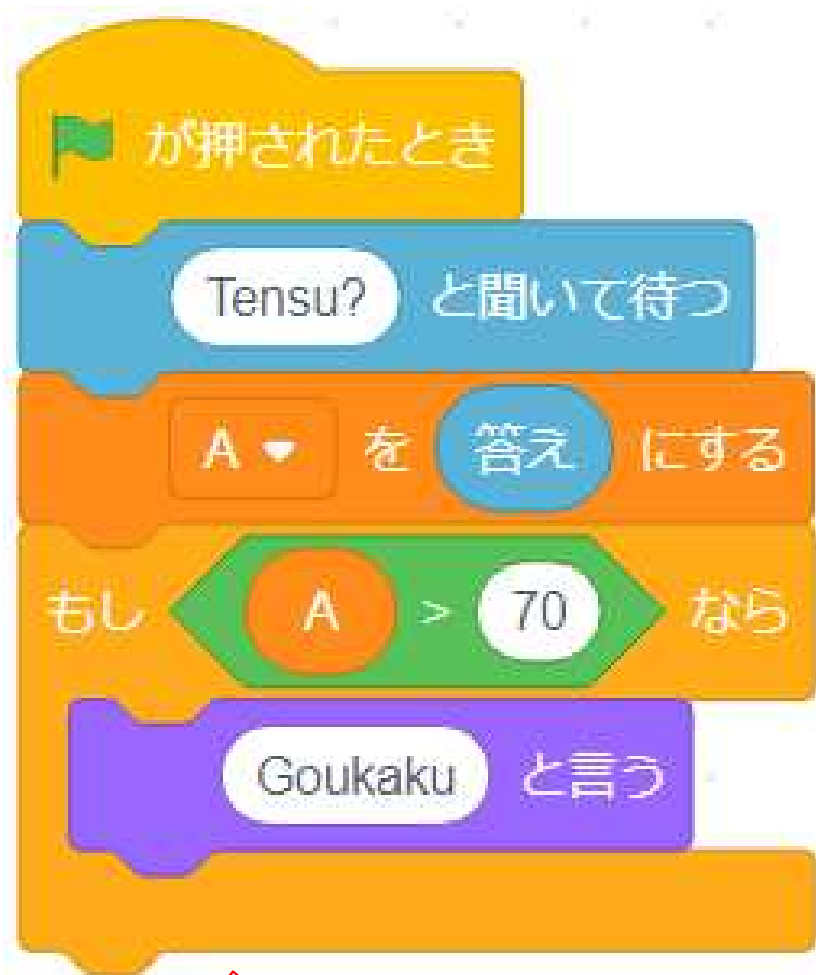 が押されたとき
Tensu? と聞いて待つ
A を 答え にする
もし A > 70 なら
Goukaku と言う